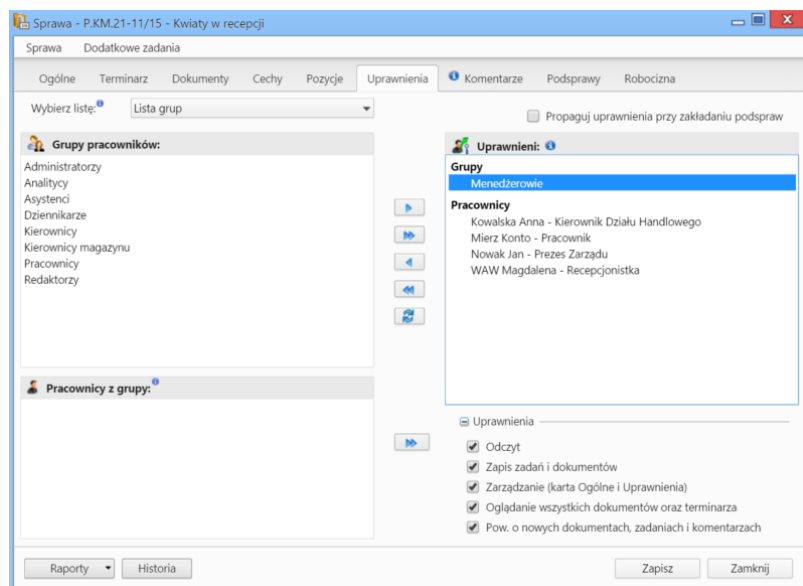 Sprawa - P.KM.21-11/15 - Kwiaty w recepcji
Sprawa Dodatkowe zadania
Ogólne Terminarz Dokumenty Cechy Pozycje Uprawnienia Komentarze Podsprawy Robocizna
Wybierz listę: Lista grup
Propaguj uprawnienia przy zakładaniu podspraw
Grupy pracowników:
Administratorzy
Analitycy
Asystenci
Dziennikarze
Kierownicy
Kierownicy magazynu
Pracownicy
Redaktorzy
Pracownicy z grupy:
Uprawnieni:
Grupy
Menedżerowie
Pracownicy
Kowalska Anna - Kierownik Działu Handlowego
Mierz Konto - Pracownik
Nowak Jan - Prezes Zarządu
WAW Magdalena - Recepcjonistka
Uprawnienia
Odczyt
Zapis zadań i dokumentów
Zarządzanie (karta Ogólne i Uprawnienia)
Oglądanie wszystkich dokumentów oraz terminarza
Pow. o nowych dokumentach, zadaniach i komentarzach
Raporty Historia Zapisz Zamknij